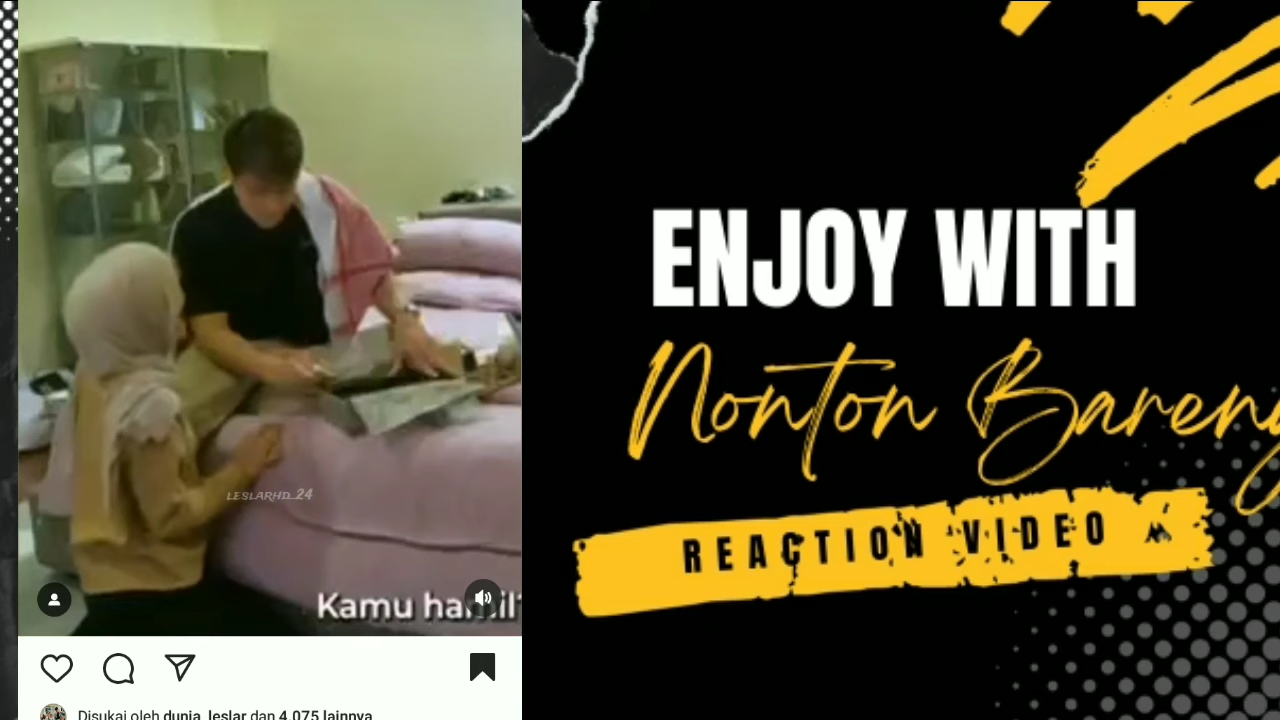 LESLARHD_24
Kamu hamil?
Disukai oleh dunia_leslar dan 4.075 lainnya
ENJOY WITH
Nonton Bareng
REACTION VIDEO